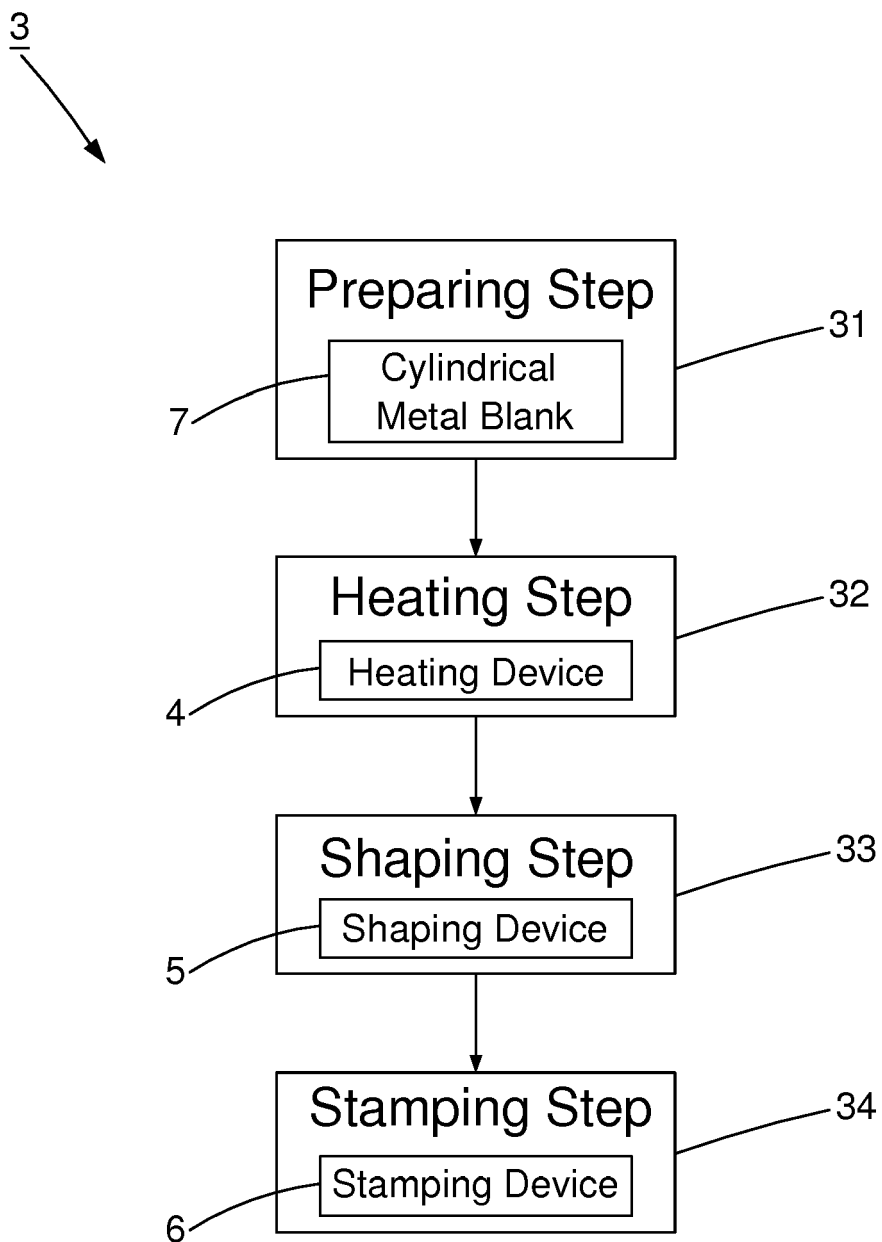 3
Preparing Step
31
Cylindrical
Metal Blank
7
Heating Step
32
Heating Device
4
Shaping Step
33
Shaping Device
5
Stamping Step
34
Stamping Device
6